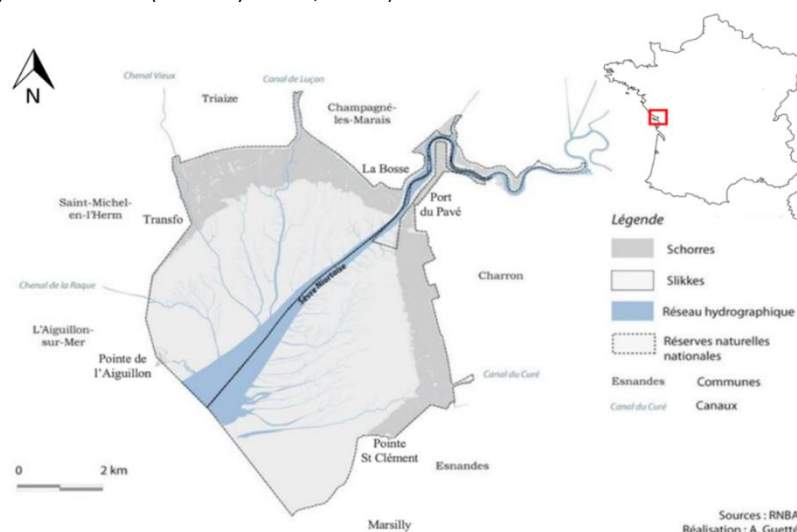 N
Chenal Vieux
Triaize
Canal de Luçon
Champagné-
les-Marais
La Bosse
Port
du Pavé
Saint-Michel
en-l'Herm
Transfo
Sèvre Niortaise
Charron
Chenal de la Raque
L'Aiguillon-
sur-Mer
Pointe de
l'Aiguillon
Canal du Curé
Pointe
St Clément
Esnandes
Marsilly
0 2 km
Légende
Schorres
Slikkes
Réseau hydrographique
Réserves naturelles
nationales
Esnandes Communes
Canal du Curé Canaux
Sources : RNBA
Réalisation : A. Guetté